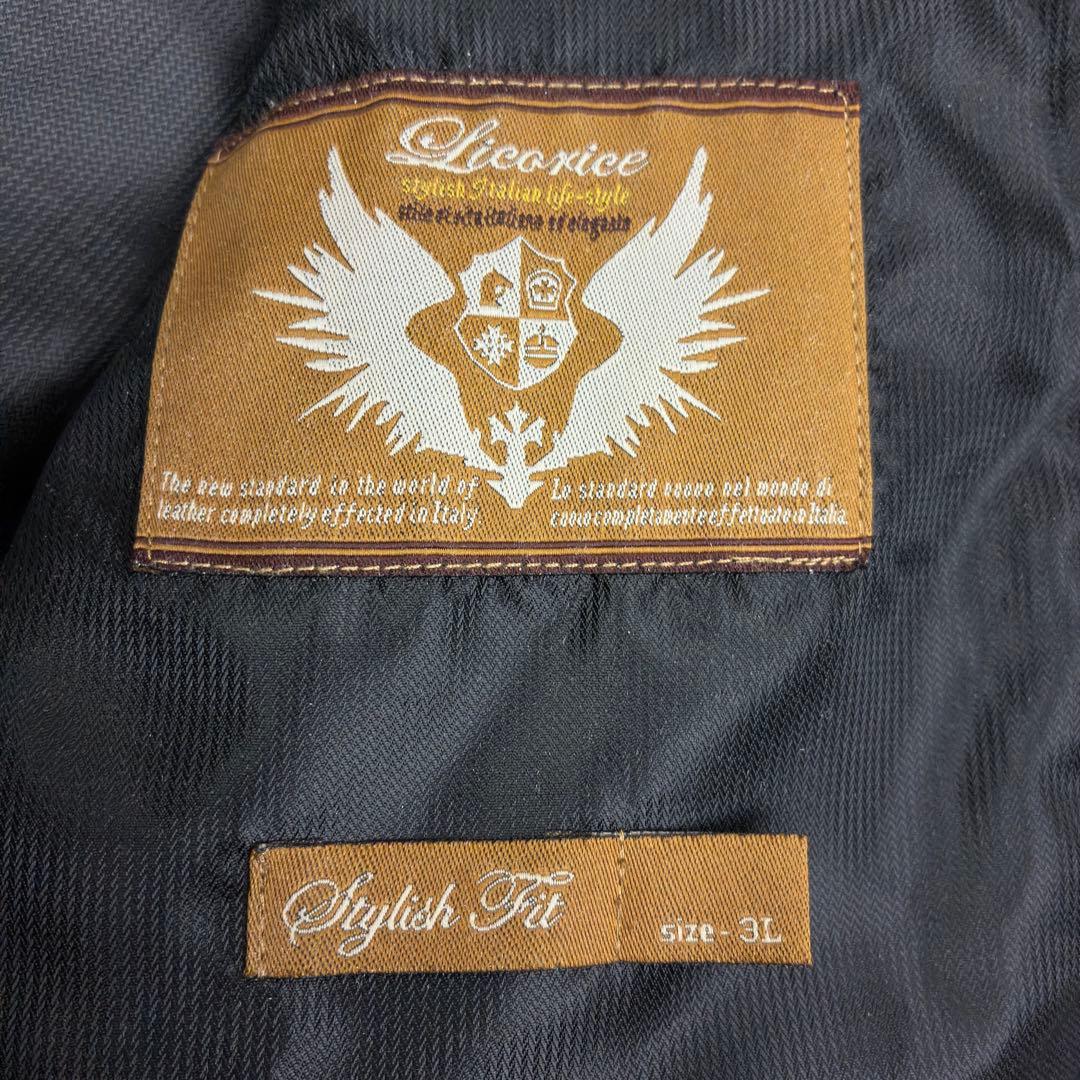 Licorice
stylish Italian life-style
The new standard in the world of
leather completely effected in Italy.
Lo standard nuovo nel mondo di
cuoio completamente effettuato in Italia.
Stylish Fit
size - 3L